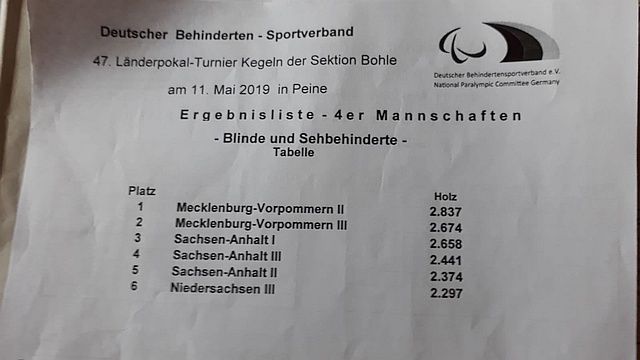 Deutscher Behinderten - Sportverband
47. Länderpokal-Turnier Kegeln der Sektion Bohle
am 11. Mai 2019 in Peine
Deutscher Behindertensportverband e.V.
National Paralympic Committee Germany
Ergebnisliste - 4er Mannschaften
- Blinde und Sehbehinderte -
Tabelle
Platz Holz
1 Mecklenburg-Vorpommern II 2.837
2 Mecklenburg-Vorpommern III 2.674
3 Sachsen-Anhalt I 2.658
4 Sachsen-Anhalt III 2.441
5 Sachsen-Anhalt II 2.374
6 Niedersachsen III 2.297